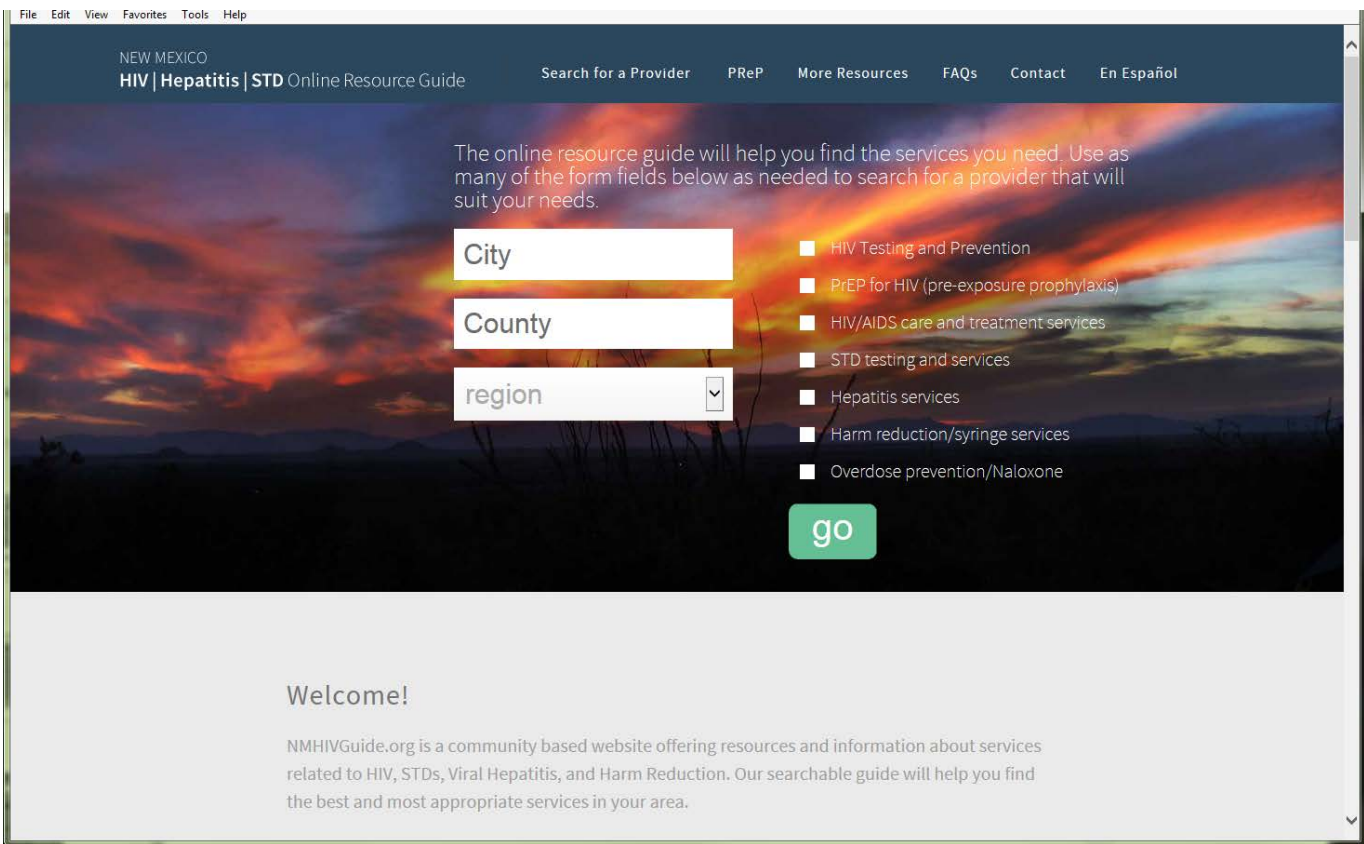 File Edit View Favorites Tools Help
NEW MEXICO
HIV | Hepatitis | STD Online Resource Guide
Search for a Provider PReP More Resources FAQs Contact En Español
The online resource guide will help you find the services you need. Use as
many of the form fields below as needed to search for a provider that will
suit your needs.
City
County
region
HIV Testing and Prevention
PrEP for HIV (pre-exposure prophylaxis)
HIV/AIDS care and treatment services
STD testing and services
Hepatitis services
Harm reduction/syringe services
Overdose prevention/Naloxone
go
Welcome!
NMHIVGuide.org is a community based website offering resources and information about services
related to HIV, STDs, Viral Hepatitis, and Harm Reduction. Our searchable guide will help you find
the best and most appropriate services in your area.